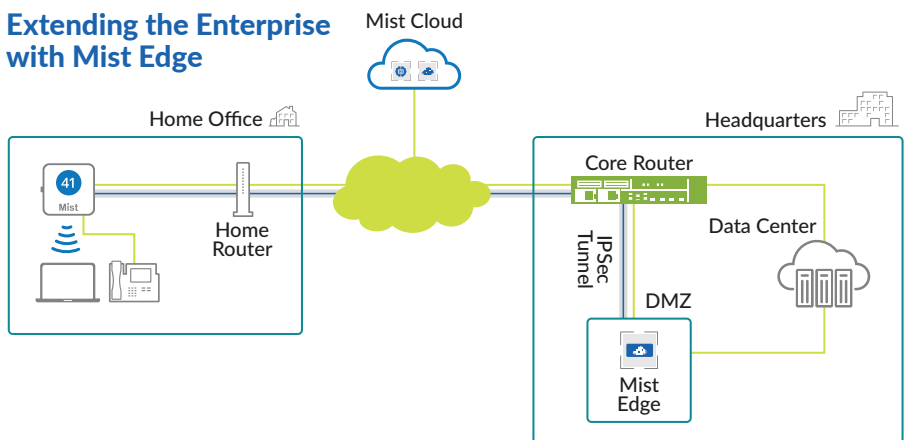 Extending the Enterprise
with Mist Edge
Mist Cloud
Home Office
Headquarters
41
Mist
Home
Router
Core Router
IPSec
Tunnel
Data Center
DMZ
Mist
Edge